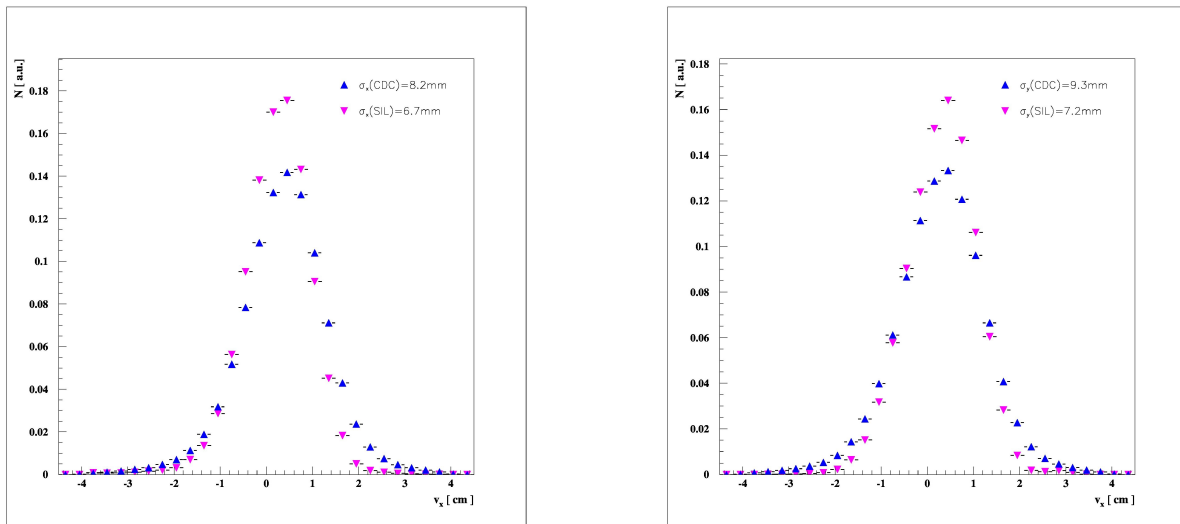 N [ a.u.]
σx(CDC)=8.2mm
σx(SIL)=6.7mm
0.18
0.16
0.14
0.12
0.1
0.08
0.06
0.04
0.02
0
-4 -3 -2 -1 0 1 2 3 4
vx [ cm]
N [ a.u.]
0.18
σy(CDC)=9.3mm
σy(SIL)=7.2mm
0.16
0.14
0.12
0.1
0.08
0.06
0.04
0.02
0
-4 -3 -2 -1 0 1 2 3 4
vx [ cm]